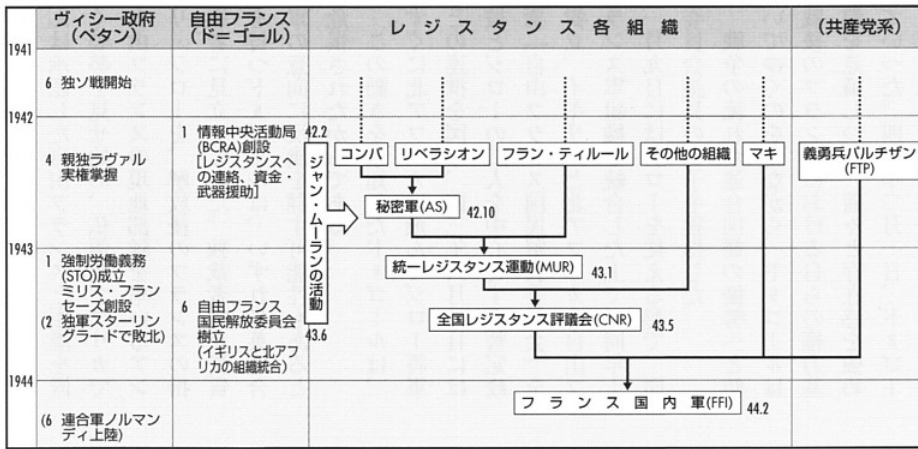 ヴィシー政府
(ペタン)
自由フランス
(ド=ゴール)
レジスタンス各組織
(共産党系)
1941
6 独ソ戦開始
1942
4 親独ラヴァル
実権掌握
1 情報中央活動局
(BCRA)創設
[レジスタンスへ
の連絡、資金・
武器援助]
42.2
ジャン・ムーランの活動
43.6
コンバ
リベラシオン
フラン・ティルール
その他の組織
マキ
義勇兵パルチザン
(FTP)
秘密軍(AS)
42.10
1943
1 強制労働義務
(STO)成立
ミリス・フラン
セーズ創設
(2 独軍スターリン
グラードで敗北)
6 自由フランス
国民解放委員会
樹立
(イギリスと北アフ
リカの組織統合)
統一レジスタンス運動(MUR)
43.1
全国レジスタンス評議会(CNR)
43.5
1944
(6 連合軍ノルマン
ディ上陸)
フランス国内軍(FFI)
44.2